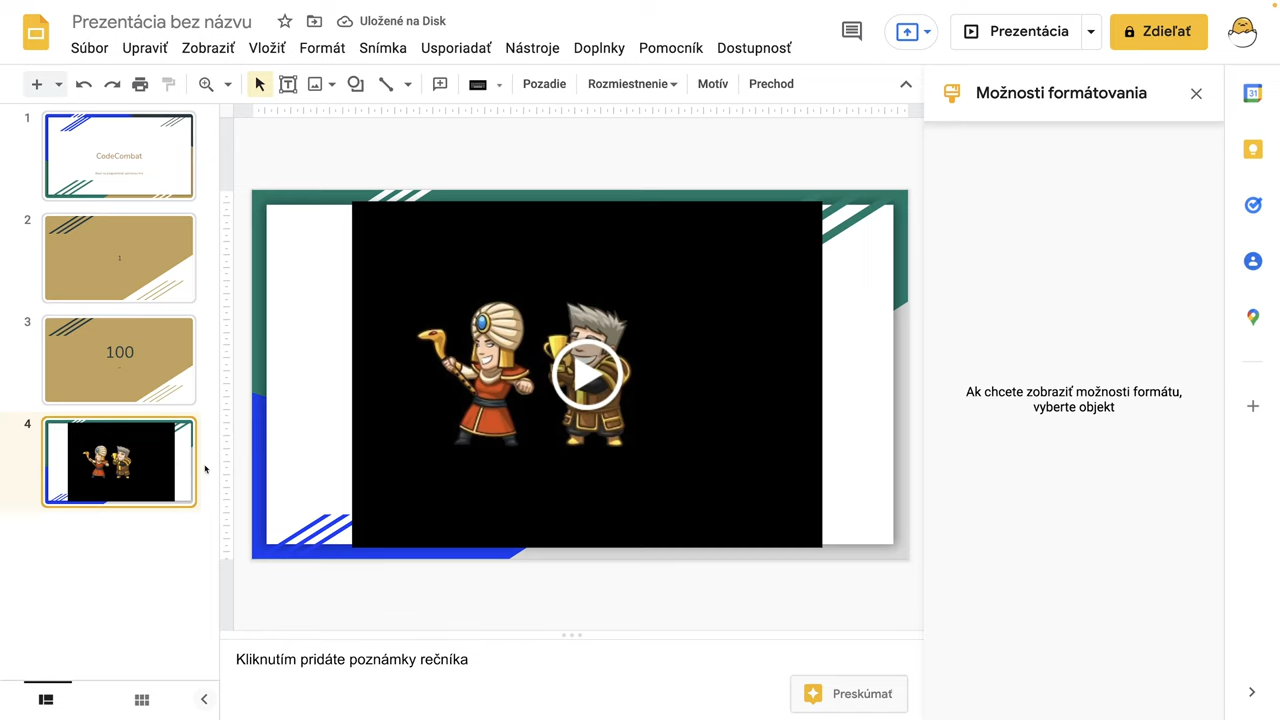 Prezentácia bez názvu
Uložené na Disk
Súbor Upraviť Zobraziť Vložiť Formát Snímka Usporiadať Nástroje Doplnky Pomocník Dostupnosť
Prezentácia
Zdieľať
Pozadie Rozmiestnenie Motív Prechod
Možnosti formátovania
31
1
CodeCombat
2
1
3
100
4
Ak chcete zobraziť možnosti formátu,
vyberte objekt
Kliknutím pridáte poznámky rečníka
Preskúmať